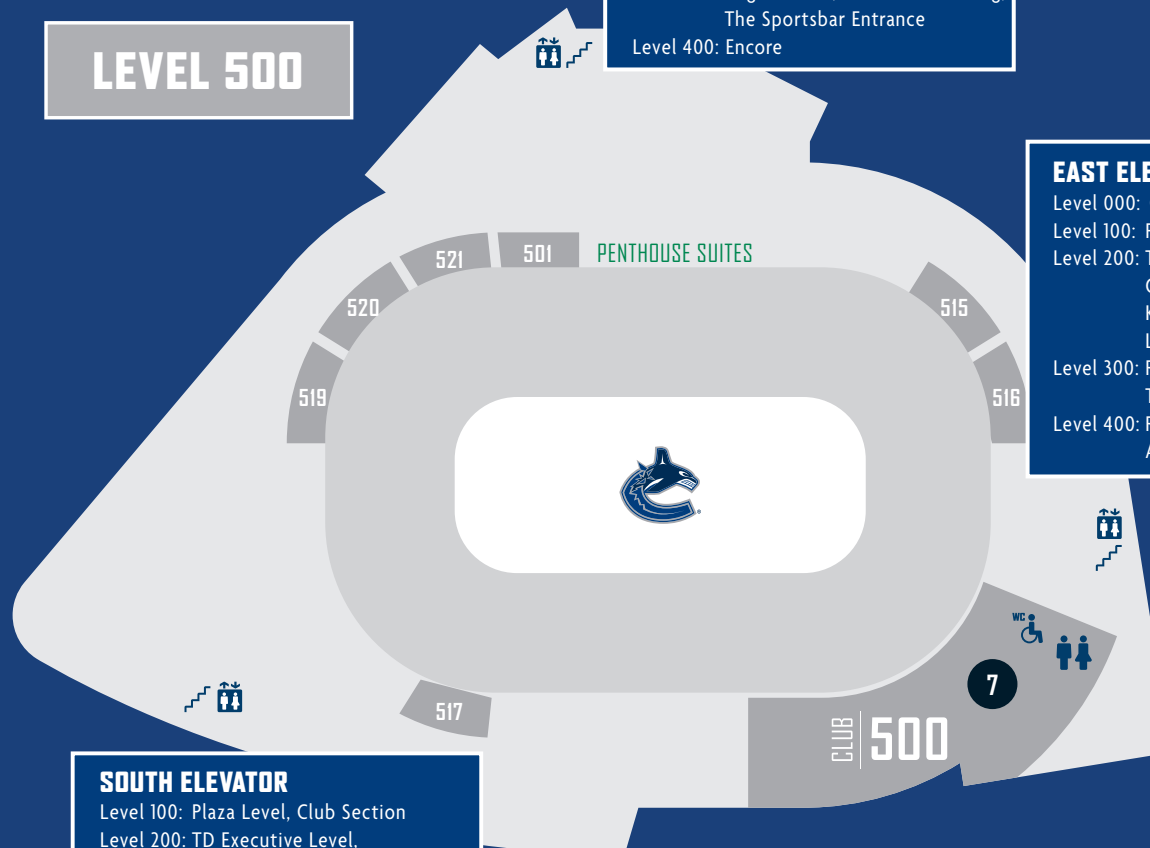 The Sportsbar Entrance
Level 400: Encore
LEVEL 500
EAST
Level 000:
Level 100:
Level 200:
Level 300:
Level 400:
521
501
PENTHOUSE SUITES
520
515
519
516
WC
7
517
CLUB
500
SOUTH ELEVATOR
Level 100: Plaza Level, Club Section
Level 200: TD Executive Level,